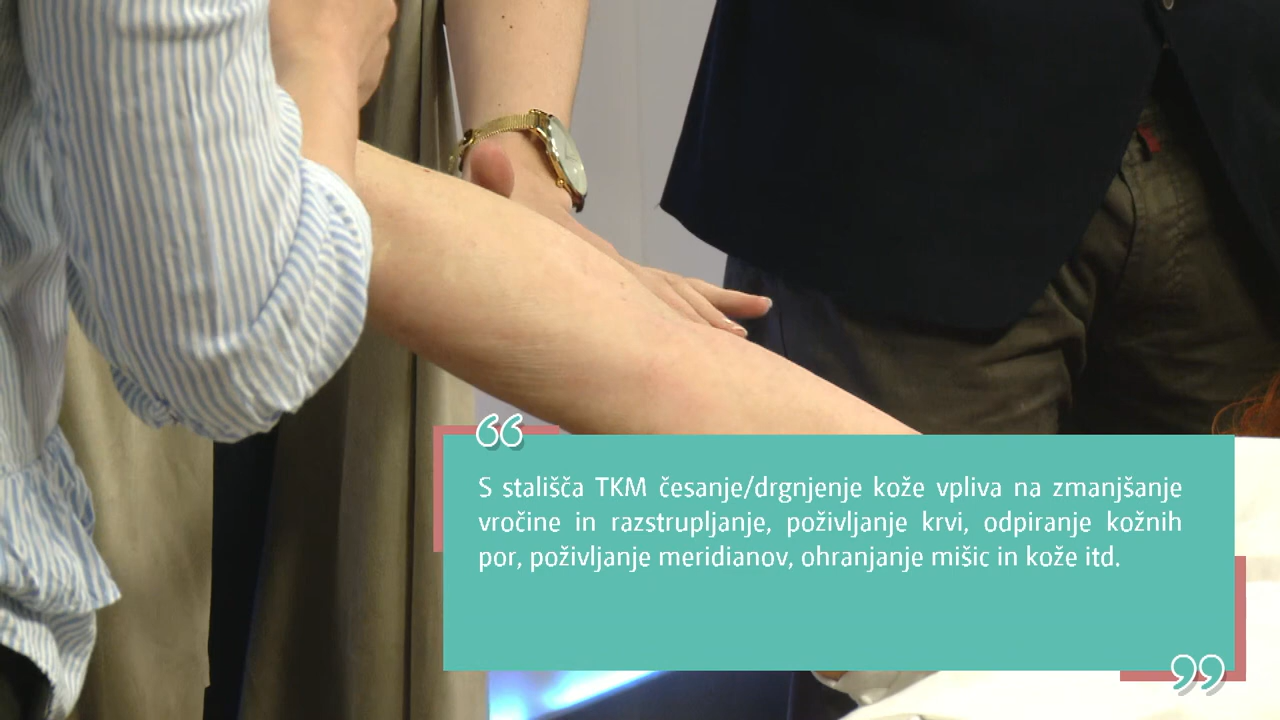 S stališča TKM česanje/drgnjenje kože vpliva na zmanjšanje
vročine in razstrupljanje, poživljanje krvi, odpiranje kožnih
por, poživljanje meridianov, ohranjanje mišic in kože itd.